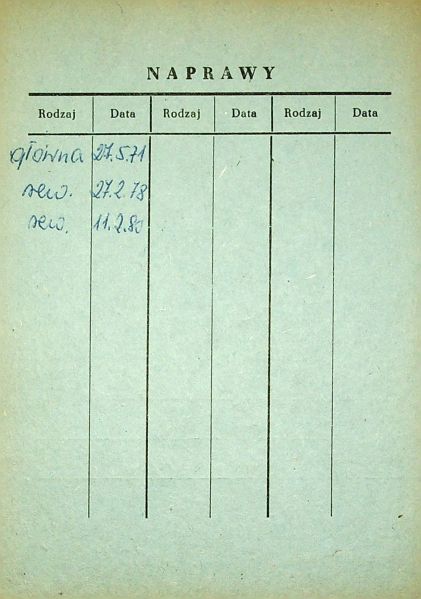 NAPRAWY
Rodzaj Data Rodzaj Data Rodzaj Data
główna 27.5.71
rew. 27.2.78
rew. 11.2.80